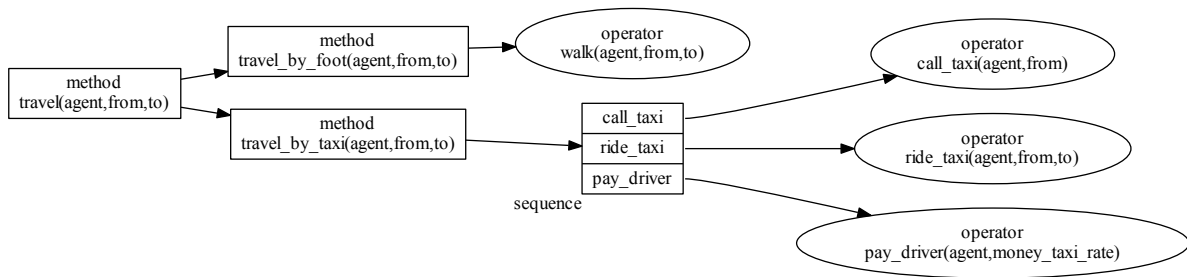 method
travel(agent,from,to)
method
travel_by_foot(agent,from,to)
operator
walk(agent,from,to)
method
travel_by_taxi(agent,from,to)
call_taxi
ride_taxi
pay_driver
sequence
operator
call_taxi(agent,from)
operator
ride_taxi(agent,from,to)
operator
pay_driver(agent,money_taxi_rate)